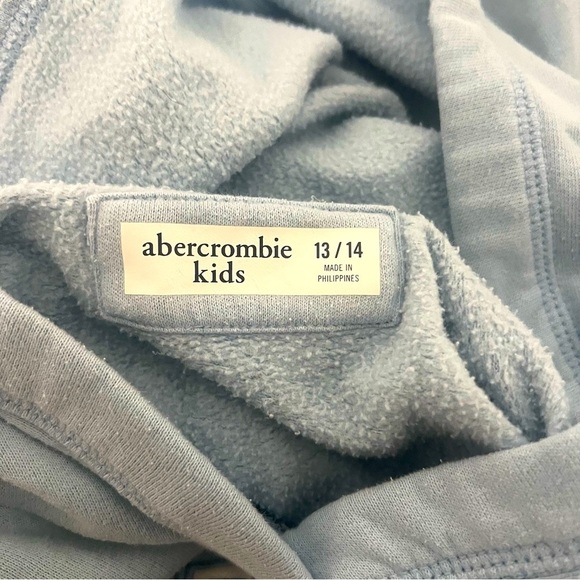 abercrombie
kids
13 / 14
MADE IN
PHILIPPINES